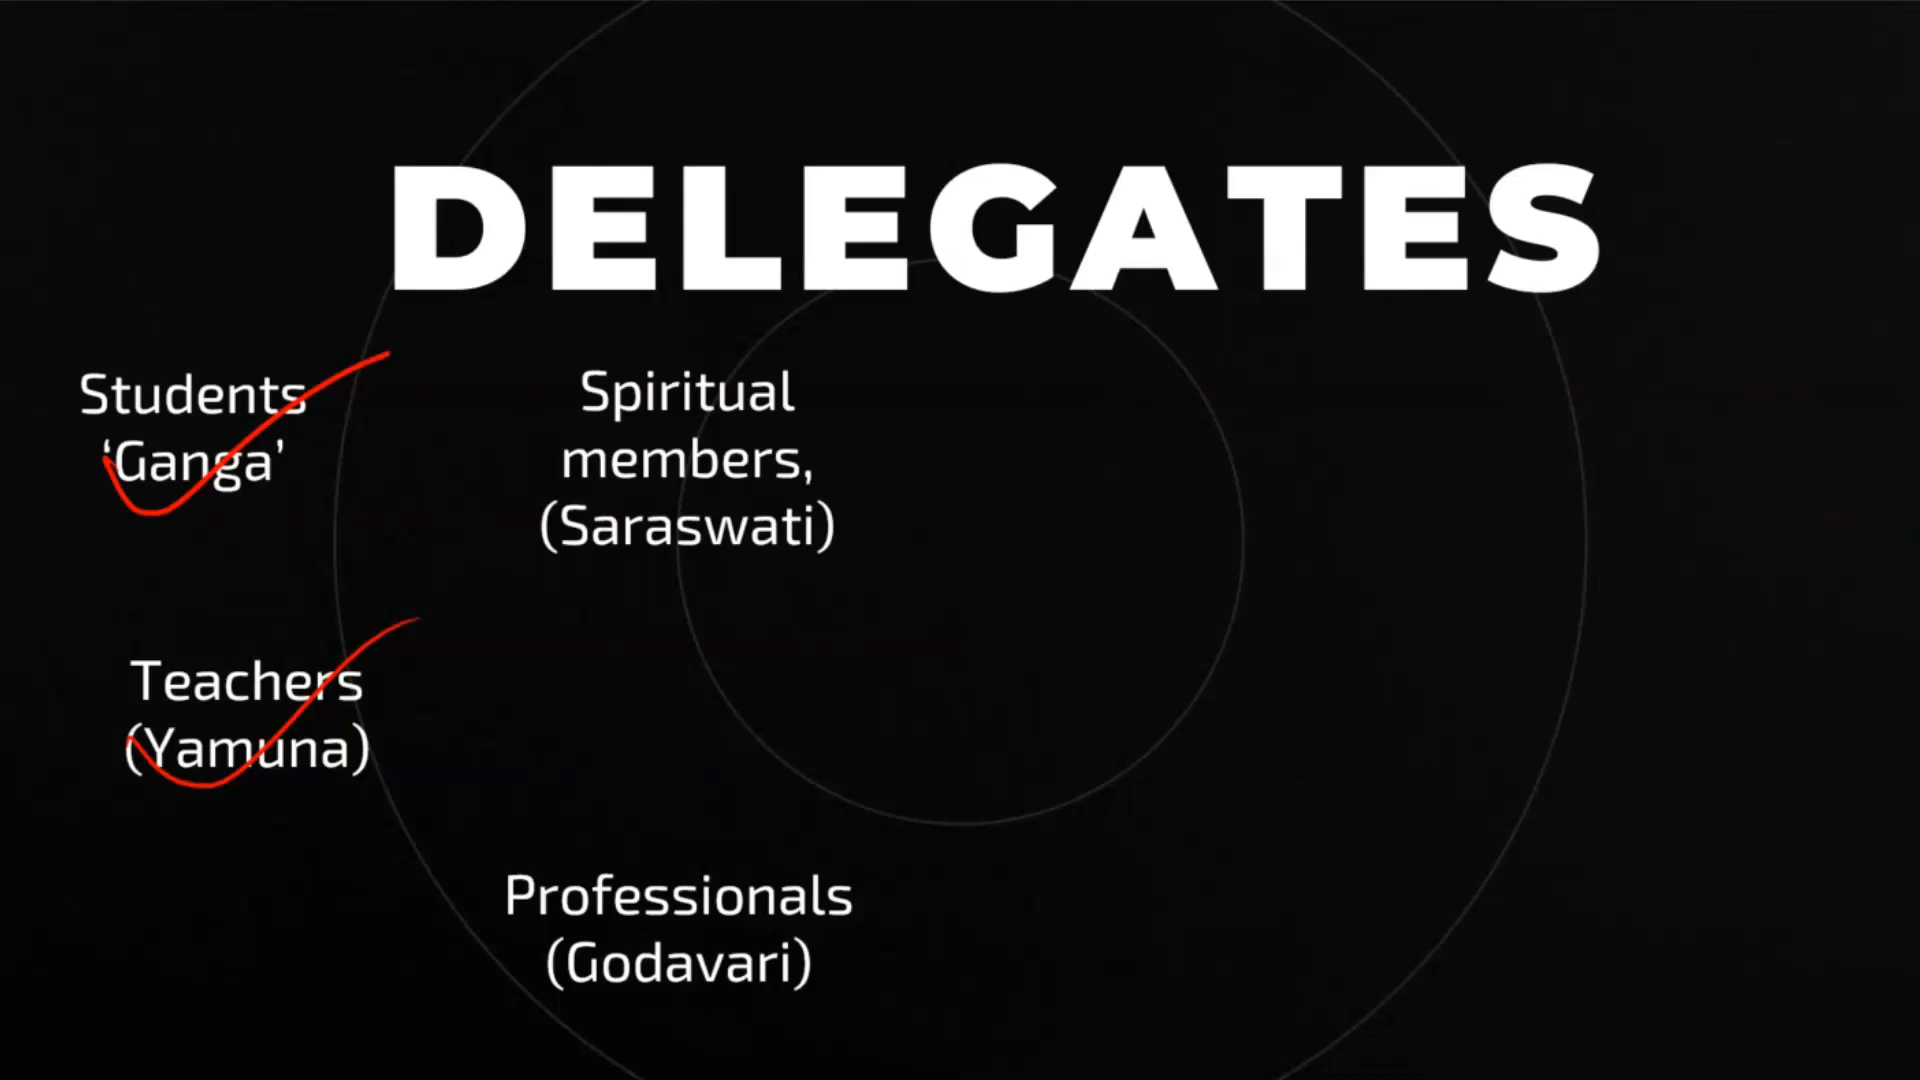 DELEGATES
Students
‘Ganga’
Spiritual
members,
(Saraswati)
Teachers
(Yamuna)
Professionals
(Godavari)